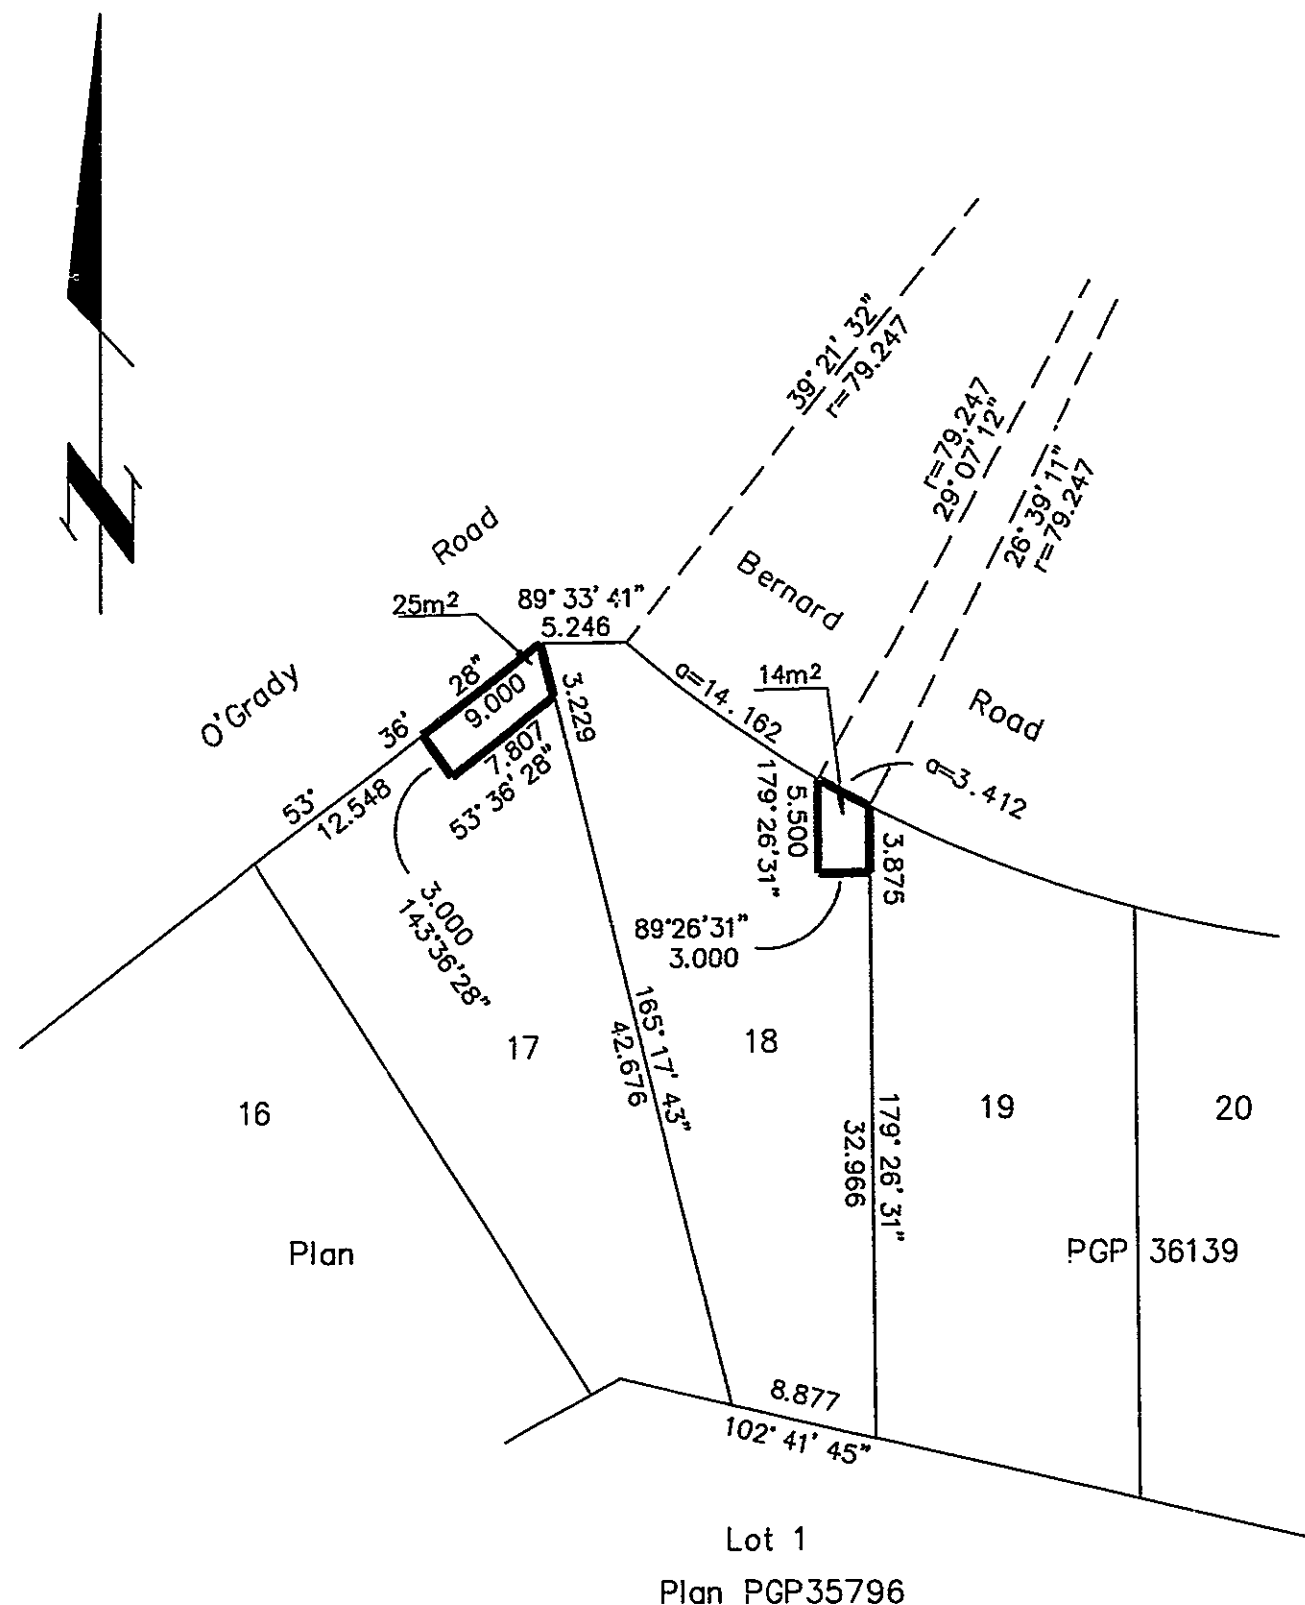 39° 21' 32"
r=79.247
r=79.247
29° 07' 12"
26° 39' 11"
r=79.247
Road
Bernard
25m²
89° 33' 41"
5.246
O'Grady
53° 36' 28"
12.548
9.000
3.229
7.807
53° 36' 28"
a=14.162
14m²
Road
a=3.412
5.500
179° 26' 31"
3.875
3.000
143° 36' 28"
89° 26' 31"
3.000
165° 17' 43"
42.676
16
17
18
19
20
179° 26' 31"
32.966
Plan
PGP 36139
8.877
102° 41' 45"
Lot 1
Plan PGP35796